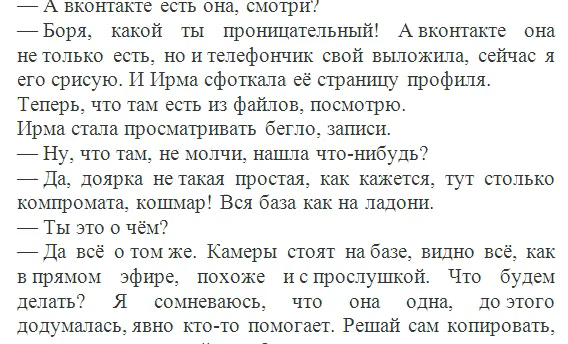 — А вконтакте есть она, смотри?
— Боря, какой ты проницательный! А вконтакте она
не только есть, но и телефончик свой выложила, сейчас я
его срисую. И Ирма сфоткала её страницу профиля.
Теперь, что там есть из файлов, посмотрю.
Ирма стала просматривать бегло, записи.
— Ну, что там, не молчи, нашла что-нибудь?
— Да, доярка не такая простая, как кажется, тут столько
компромата, кошмар! Вся база как на ладони.
— Ты это о чём?
— Да всё о том же. Камеры стоят на базе, видно всё, как
в прямом эфире, похоже и с прослушкой. Что будем
делать? Я сомневаюсь, что она одна, до этого
додумалась, явно кто-то помогает. Решай сам копировать,